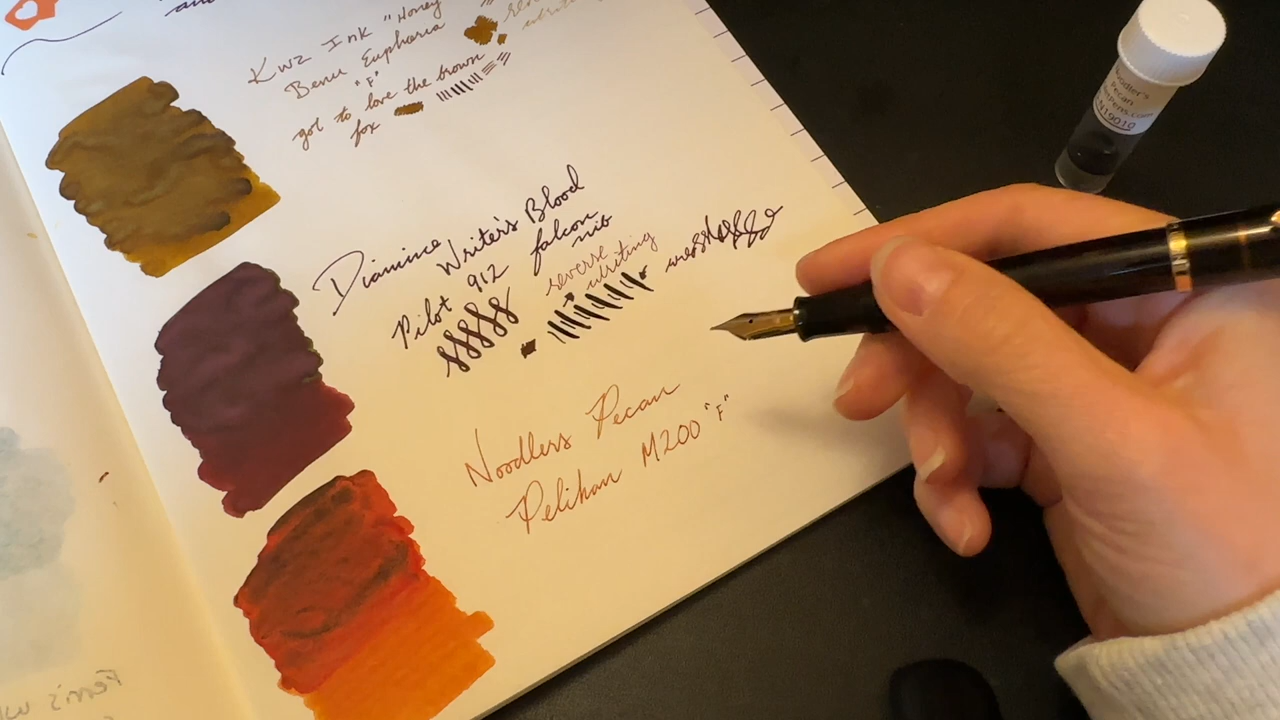 Kwz Ink "Honey
Benu Euphoria
"F"
got to love the brown
fox
Diamine
Writer's Blood
Pilot 912 falcon
nib
reverse
writing
Noodlers Pecan
Pelikan M200 "F"
Noodler's
Pecan